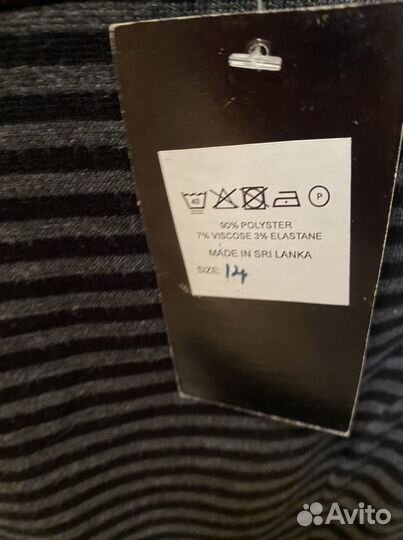 40 P
90% POLYSTER
7% VISCOSE 3% ELASTANE
MADE IN SRI LANKA
SIZE: 14
Avito